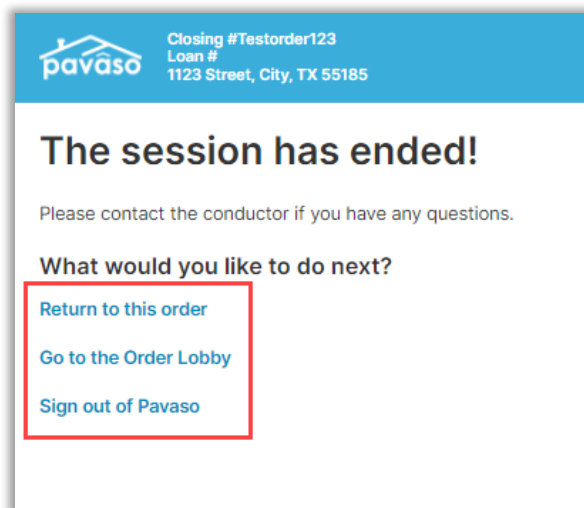 pavaso
Closing #Testorder123
Loan #
1123 Street, City, TX 55185
The session has ended!
Please contact the conductor if you have any questions.
What would you like to do next?
Return to this order
Go to the Order Lobby
Sign out of Pavaso